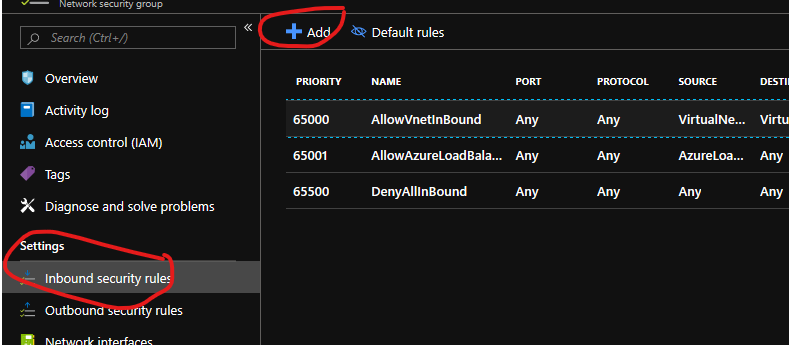 Network security group
Search (Ctrl+/)
«
Overview
Activity log
Access control (IAM)
Tags
Diagnose and solve problems
Settings
Inbound security rules
Outbound security rules
Network interfaces
+ Add Default rules
PRIORITY NAME PORT PROTOCOL SOURCE DESTI
65000 AllowVnetInBound Any Any VirtualNe... Virtu
65001 AllowAzureLoadBala... Any Any AzureLoa... Any
65500 DenyAllInBound Any Any Any Any